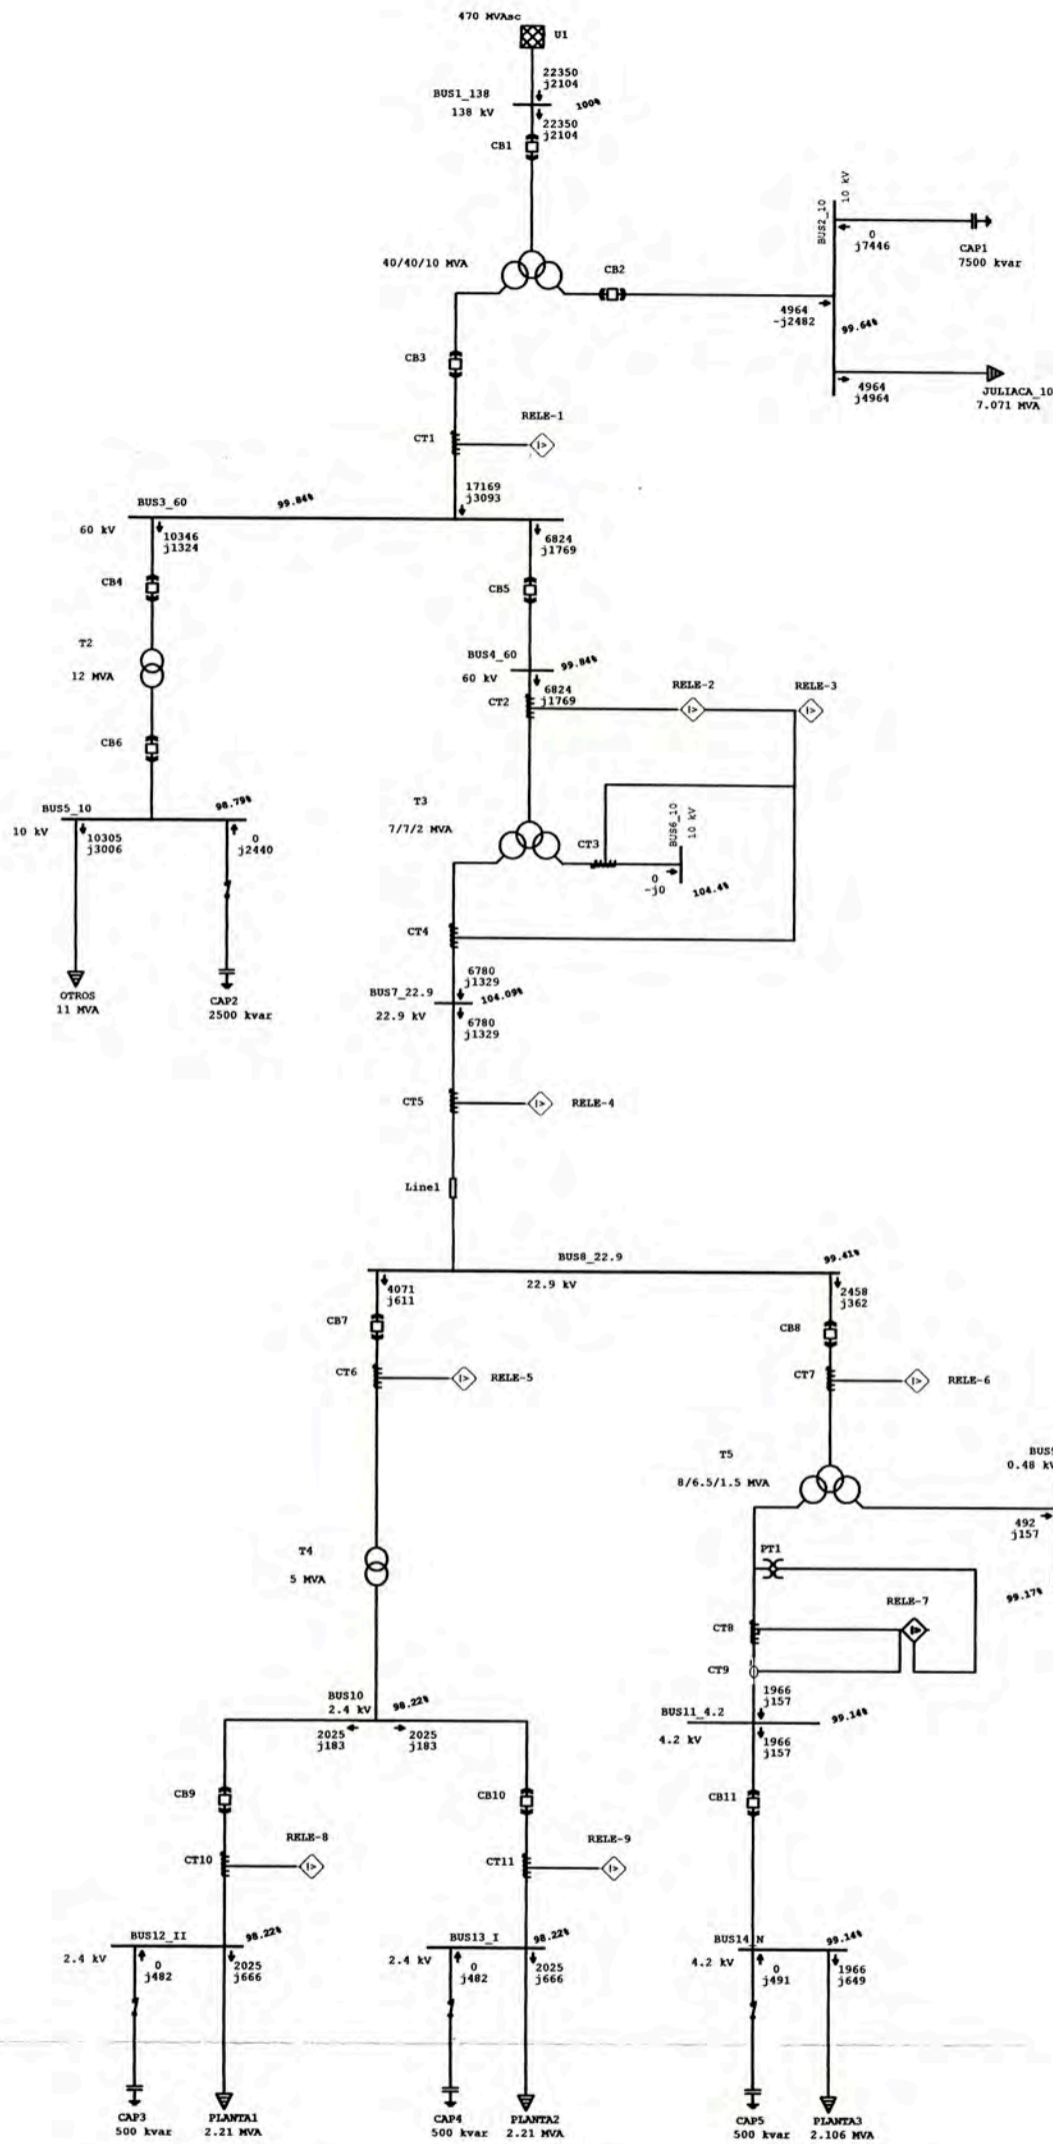 470 MVAsc
U1
22350
j2104
BUS1_138
100%
138 kV
22350
j2104
CB1
BUS2_10
10 kV
0
j7446
CAP1
7500 kvar
40/40/10 MVA
CB2
4964
-j2482
99.64%
CB3
4964
j4964
JULIACA_10
7.071 MVA
RELE-1
CT1
I>
17169
j3093
BUS3_60
99.84%
60 kV
10346
j1324
6824
j1769
CB4
CB5
T2
12 MVA
BUS4_60
99.84%
60 kV
6824
j1769
CT2
RELE-2
RELE-3
I>
I>
CB6
BUS5_10
98.79%
10 kV
10305
j3006
0
j2440
T3
7/7/2 MVA
CT3
BUS6_10
10 kV
0
-j0
104.4%
CT4
OTROS
11 MVA
CAP2
2500 kvar
6780
j1329
BUS7_22.9
104.09%
22.9 kV
6780
j1329
CT5
I>
RELE-4
Line1
BUS8_22.9
99.41%
22.9 kV
4071
j611
2458
j362
CB7
CB8
CT6
I>
RELE-5
CT7
I>
RELE-6
T5
8/6.5/1.5 MVA
BUS9
0.48 kV
492
j157
T4
5 MVA
PT1
99.17%
RELE-7
CT8
I>
CT9
1966
j157
BUS10
2.4 kV
98.22%
BUS11_4.2
99.14%
4.2 kV
1966
j157
2025
j183
2025
j183
CB9
CB10
CB11
RELE-8
RELE-9
CT10
I>
CT11
I>
BUS12_II
98.22%
2.4 kV
0
j482
2025
j666
BUS13_I
98.22%
2.4 kV
0
j482
2025
j666
BUS14_N
99.14%
4.2 kV
0
j491
1966
j649
CAP3
500 kvar
PLANTA1
2.21 MVA
CAP4
500 kvar
PLANTA2
2.21 MVA
CAP5
500 kvar
PLANTA3
2.106 MVA